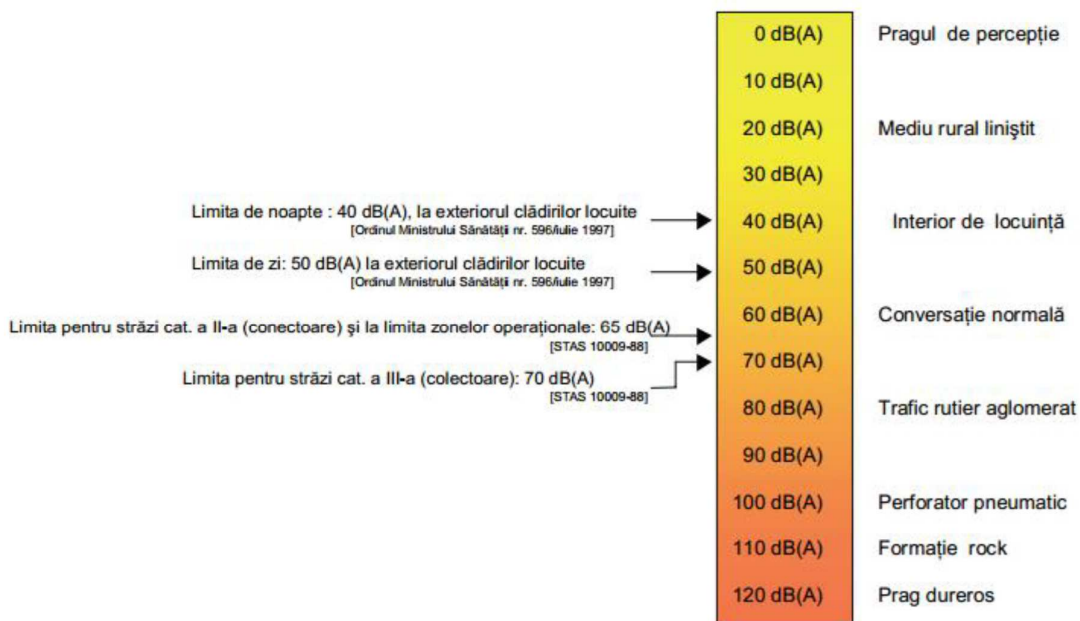 0 dB(A) Pragul de percepție
10 dB(A)
20 dB(A) Mediu rural liniştit
30 dB(A)
Limita de noapte : 40 dB(A), la exteriorul clădirilor locuite
[Ordinul Ministrului Sănătății nr. 596/iulie 1997]
40 dB(A) Interior de locuință
Limita de zi: 50 dB(A) la exteriorul clădirilor locuite
[Ordinul Ministrului Sănătății nr. 596/iulie 1997]
50 dB(A)
60 dB(A) Conversație normală
Limita pentru străzi cat. a II-a (conectoare) şi la limita zonelor operaționale: 65 dB(A)
[STAS 10009-88]
70 dB(A)
Limita pentru străzi cat. a III-a (colectoare): 70 dB(A)
[STAS 10009-88]
80 dB(A) Trafic rutier aglomerat
90 dB(A)
100 dB(A) Perforator pneumatic
110 dB(A) Formație rock
120 dB(A) Prag dureros